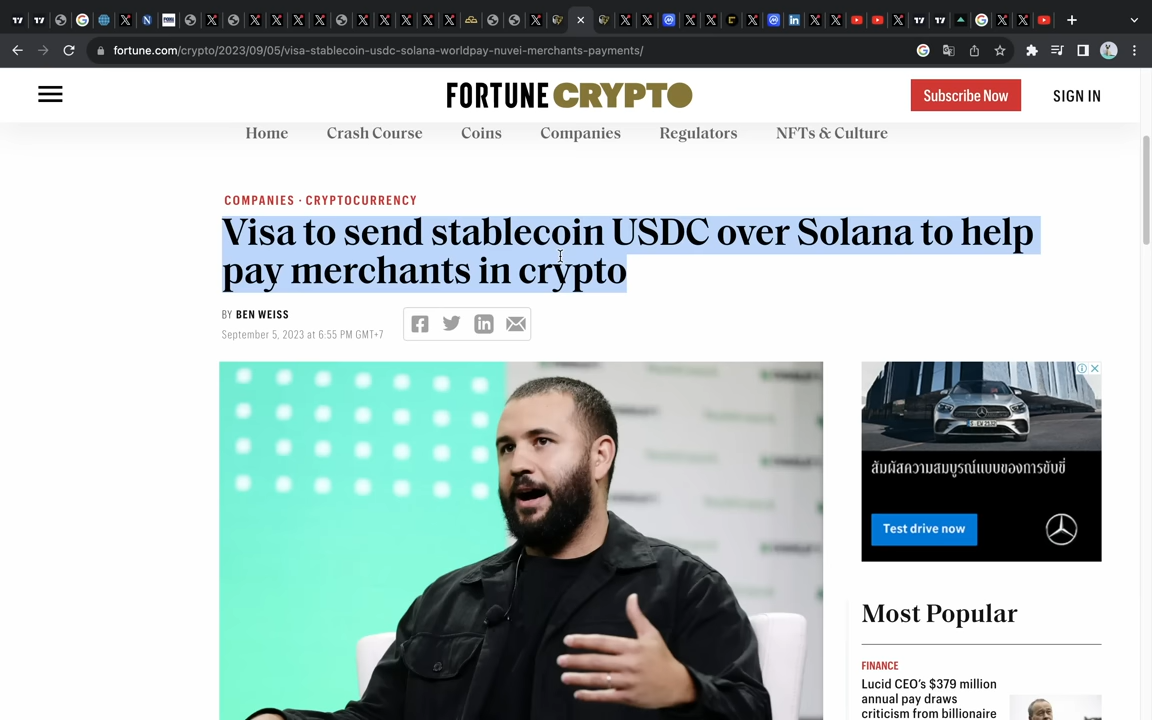 fortune.com/crypto/2023/09/05/visa-stablecoin-usdc-solana-worldpay-nuvei-merchants-payments/
FORTUNE CRYPTO
Subscribe Now
SIGN IN
Home Crash Course Coins Companies Regulators NFTs & Culture
COMPANIES · CRYPTOCURRENCY
Visa to send stablecoin USDC over Solana to help
pay merchants in crypto
BY BEN WEISS
September 5, 2023 at 6:55 PM GMT+7
สัมผัสความสมบูรณ์แบบของการขับขี่
Test drive now
Most Popular
FINANCE
Lucid CEO's $379 million
annual pay draws
criticism from billionaire